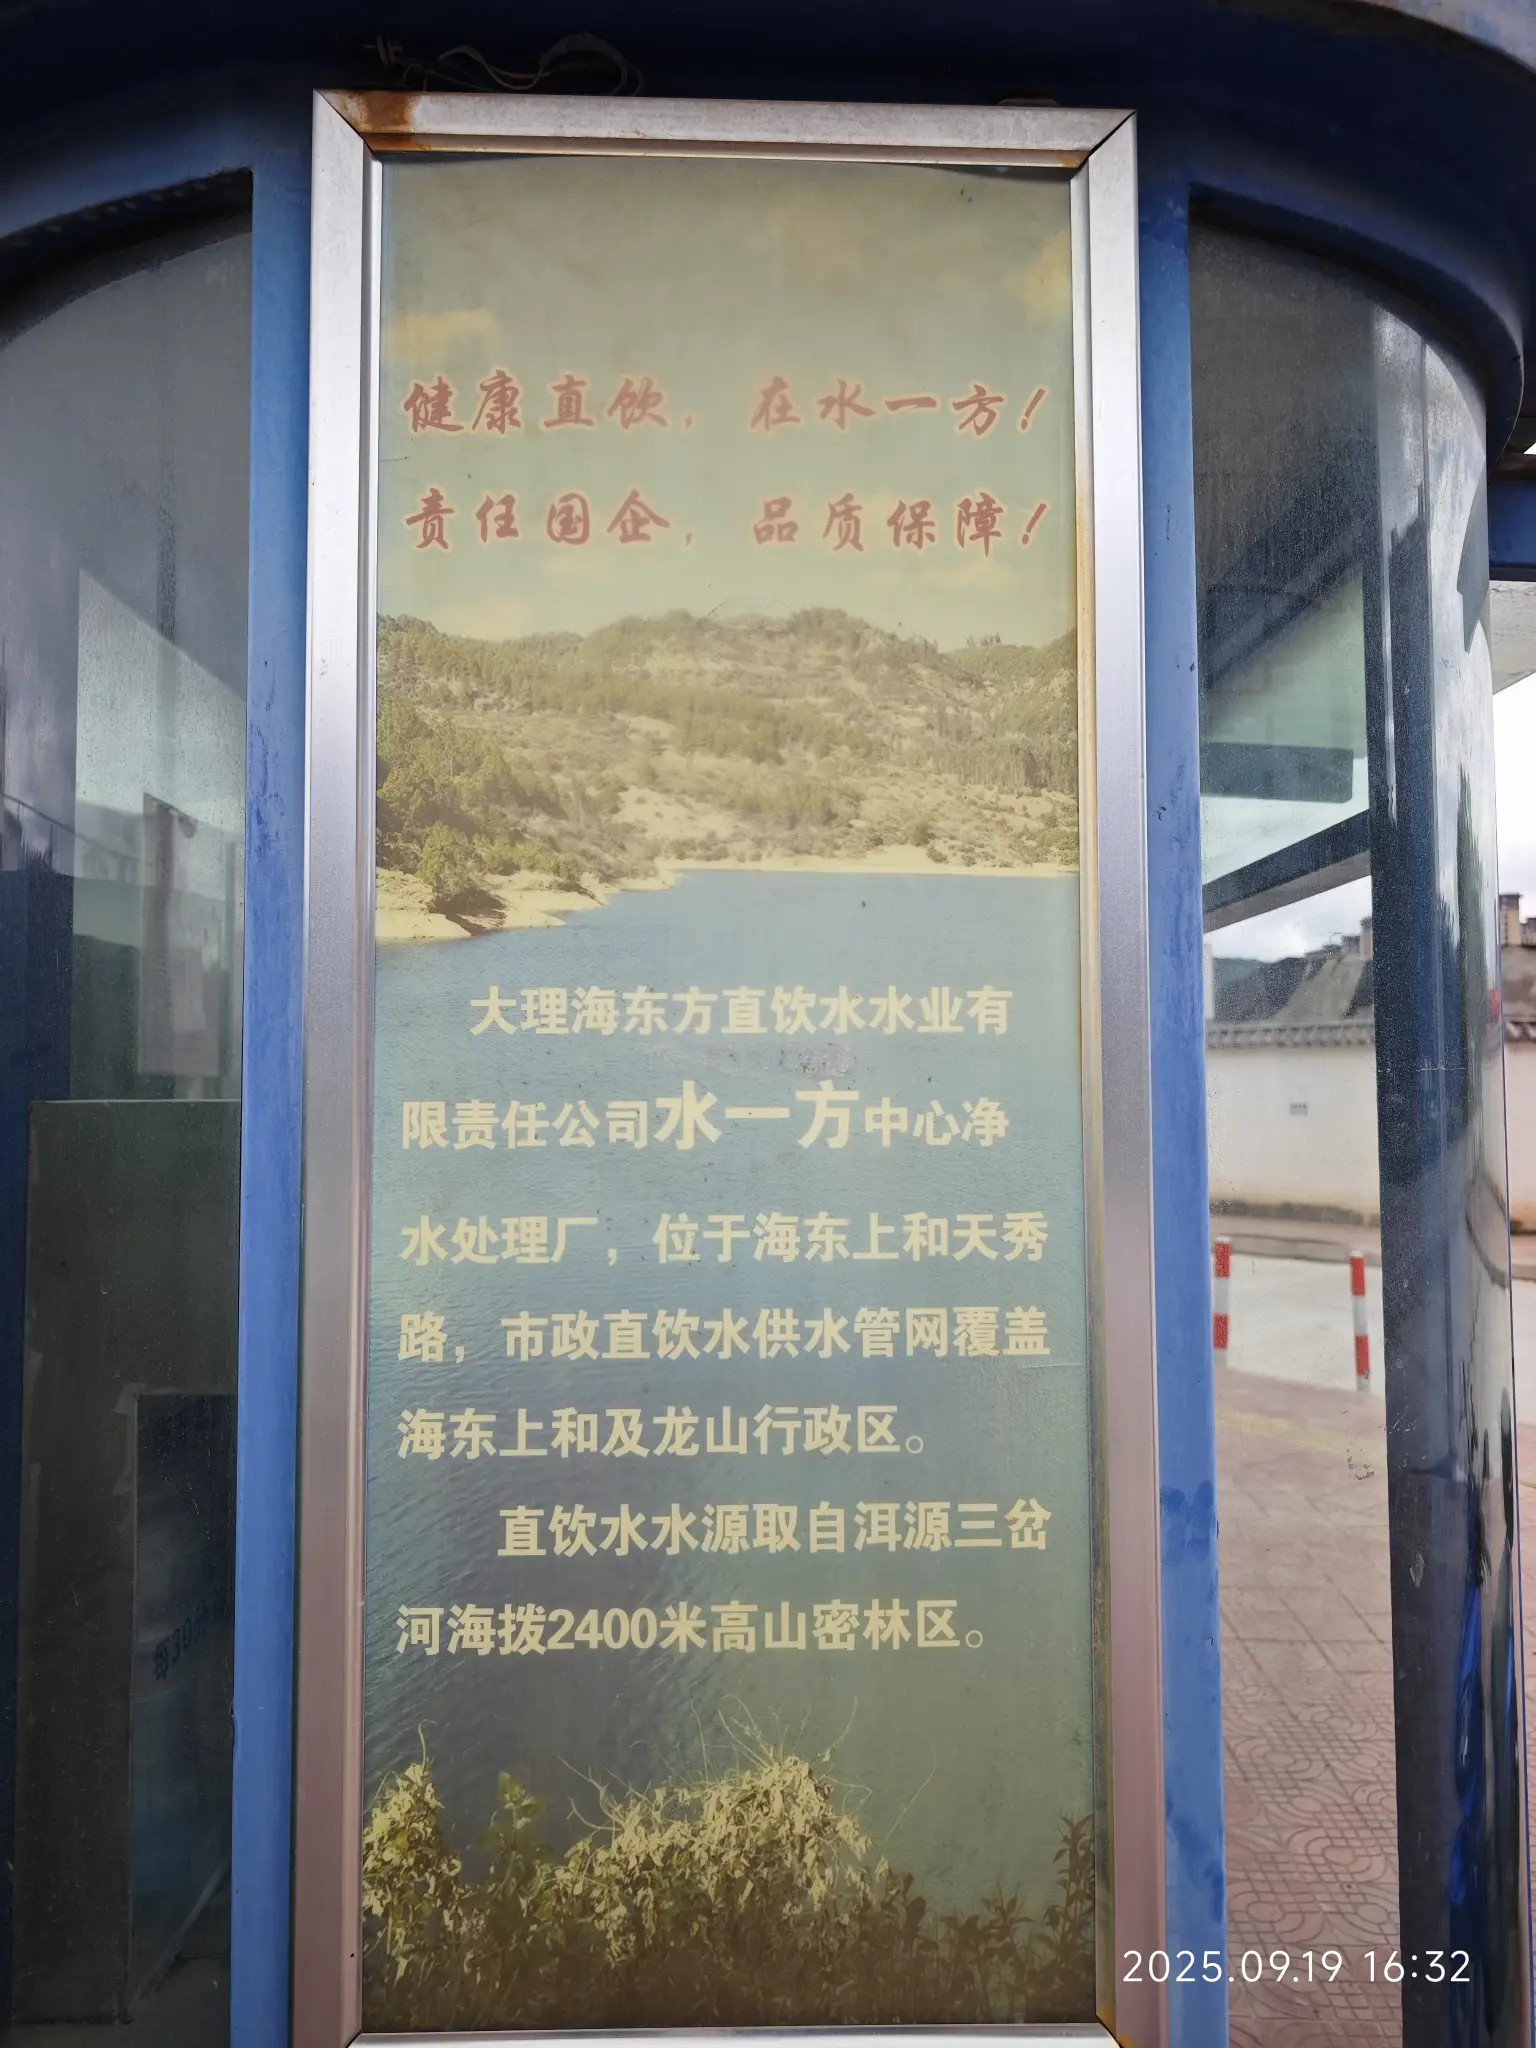 健康直饮，在水一方！
责任国企，品质保障！
大理海东方直饮水水业有
限责任公司水一方中心净
水处理厂，位于海东上和天秀
路，市政直饮水供水管网覆盖
海东上和及龙山行政区。
直饮水水源取自洱源三岔
河海拨2400米高山密林区。
每30分
2025.09.19 16:32